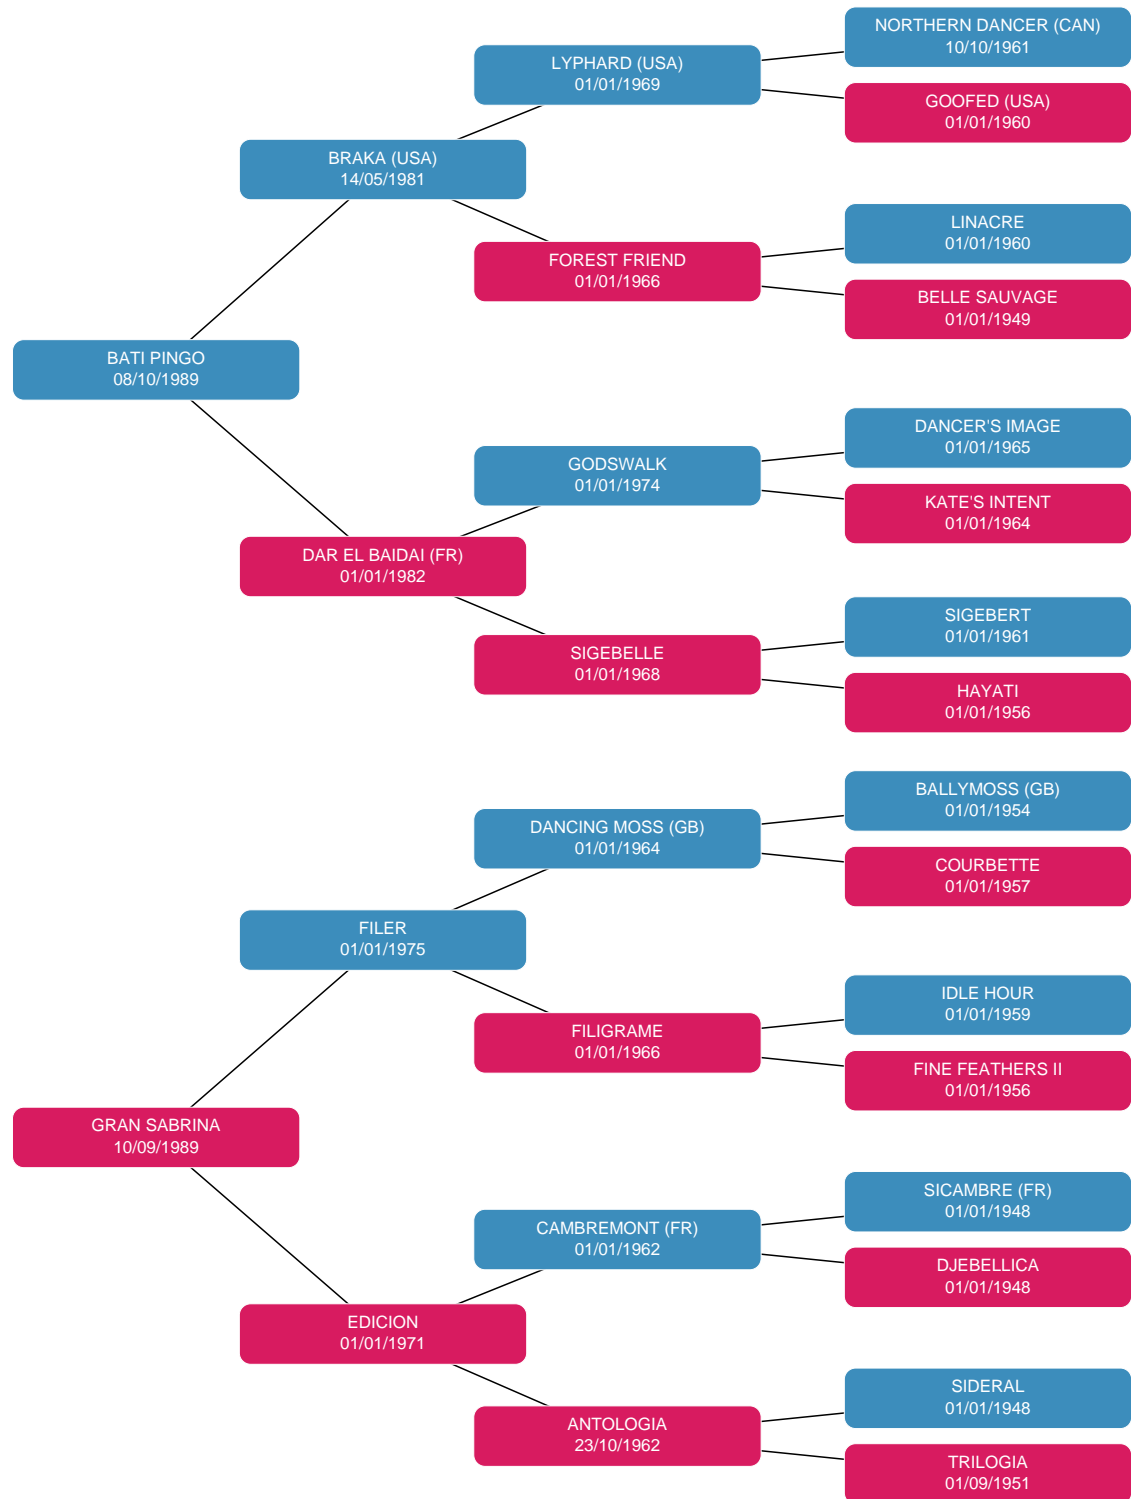 NORTHERN DANCER (CAN)
10/10/1961
LYPHARD (USA)
01/01/1969
GOOFED (USA)
01/01/1960
BRAKA (USA)
14/05/1981
LINACRE
01/01/1960
FOREST FRIEND
01/01/1966
BELLE SAUVAGE
01/01/1949
BATI PINGO
08/10/1989
DANCER'S IMAGE
01/01/1965
GODSWALK
01/01/1974
KATE'S INTENT
01/01/1964
DAR EL BAIDAI (FR)
01/01/1982
SIGEBERT
01/01/1961
SIGEBELLE
01/01/1968
HAYATI
01/01/1956
BALLYMOSS (GB)
01/01/1954
DANCING MOSS (GB)
01/01/1964
COURBETTE
01/01/1957
FILER
01/01/1975
IDLE HOUR
01/01/1959
FILIGRAME
01/01/1966
FINE FEATHERS II
01/01/1956
GRAN SABRINA
10/09/1989
SICAMBRE (FR)
01/01/1948
CAMBREMONT (FR)
01/01/1962
DJEBELLICA
01/01/1948
EDICION
01/01/1971
SIDERAL
01/01/1948
ANTOLOGIA
23/10/1962
TRILOGIA
01/09/1951